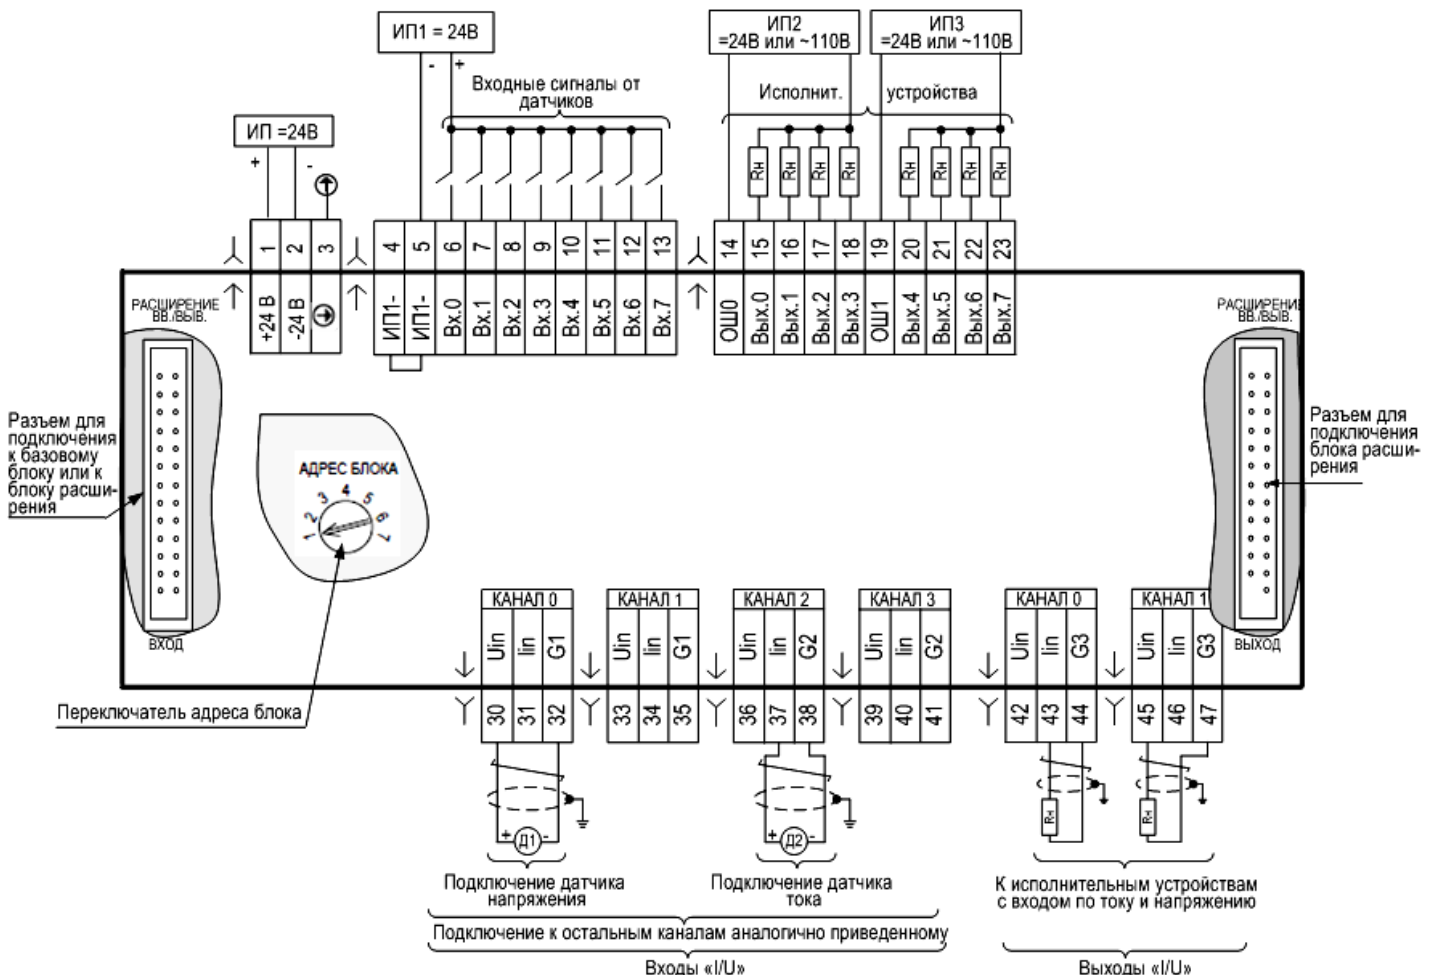 ИП1 = 24В
ИП2
=24В или ~110В
ИП3
=24В или ~110В
Входные сигналы от
датчиков
Исполнит. устройства
ИП =24В
+ -
- +
Rн Rн Rн Rн Rн Rн Rн Rн
1 2 3 4 5 6 7 8 9 10 11 12 13 14 15 16 17 18 19 20 21 22 23
+24 В -24 В ИП1- ИП1- Вх.0 Вх.1 Вх.2 Вх.3 Вх.4 Вх.5 Вх.6 Вх.7 ОШ0 Вых.0 Вых.1 Вых.2 Вых.3 ОШ1 Вых.4 Вых.5 Вых.6 Вых.7
РАСШИРЕНИЕ
ВВ./ВЫВ.
РАСШИРЕНИЕ
ВВ./ВЫВ.
Разъем для
подключения
к базовому
блоку или к
блоку расши-
рения
Разъем для
подключения
блока расши-
рения
АДРЕС БЛОКА
1 2 3 4 5 6 7
ВХОД
ВЫХОД
Переключатель адреса блока
КАНАЛ 0 КАНАЛ 1 КАНАЛ 2 КАНАЛ 3 КАНАЛ 0 КАНАЛ 1
Uin Iin G1 Uin Iin G1 Uin Iin G2 Uin Iin G2 Uin Iin G3 Uin Iin G3
30 31 32 33 34 35 36 37 38 39 40 41 42 43 44 45 46 47
Rн Rн
+ Д1 - + Д2 -
Подключение датчика
напряжения
Подключение датчика
тока
К исполнительным устройствам
с входом по току и напряжению
Подключение к остальным каналам аналогично приведенному
Входы «I/U»
Выходы «I/U»